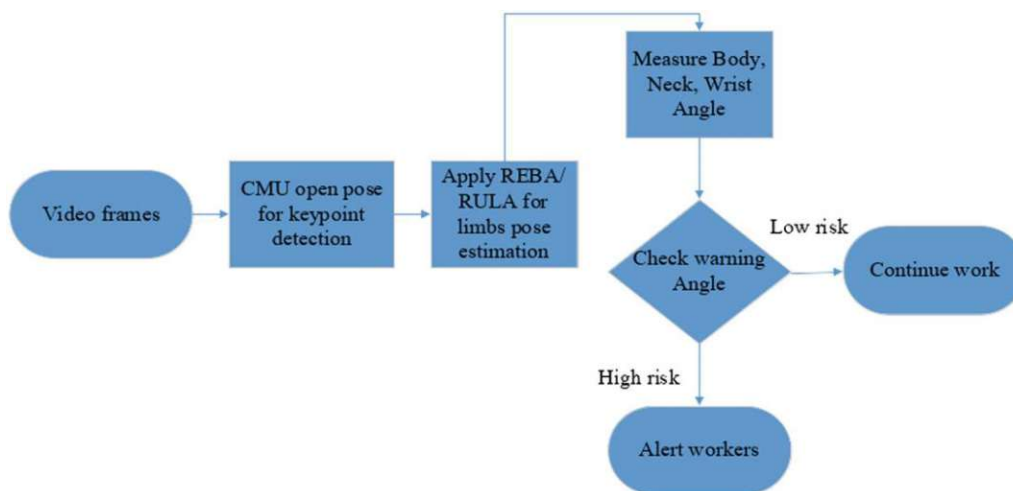 Video frames
CMU open pose
for keypoint
detection
Apply REBA/
RULA for
limbs pose
estimation
Measure Body,
Neck, Wrist
Angle
Check warning
Angle
Low risk
Continue work
High risk
Alert workers